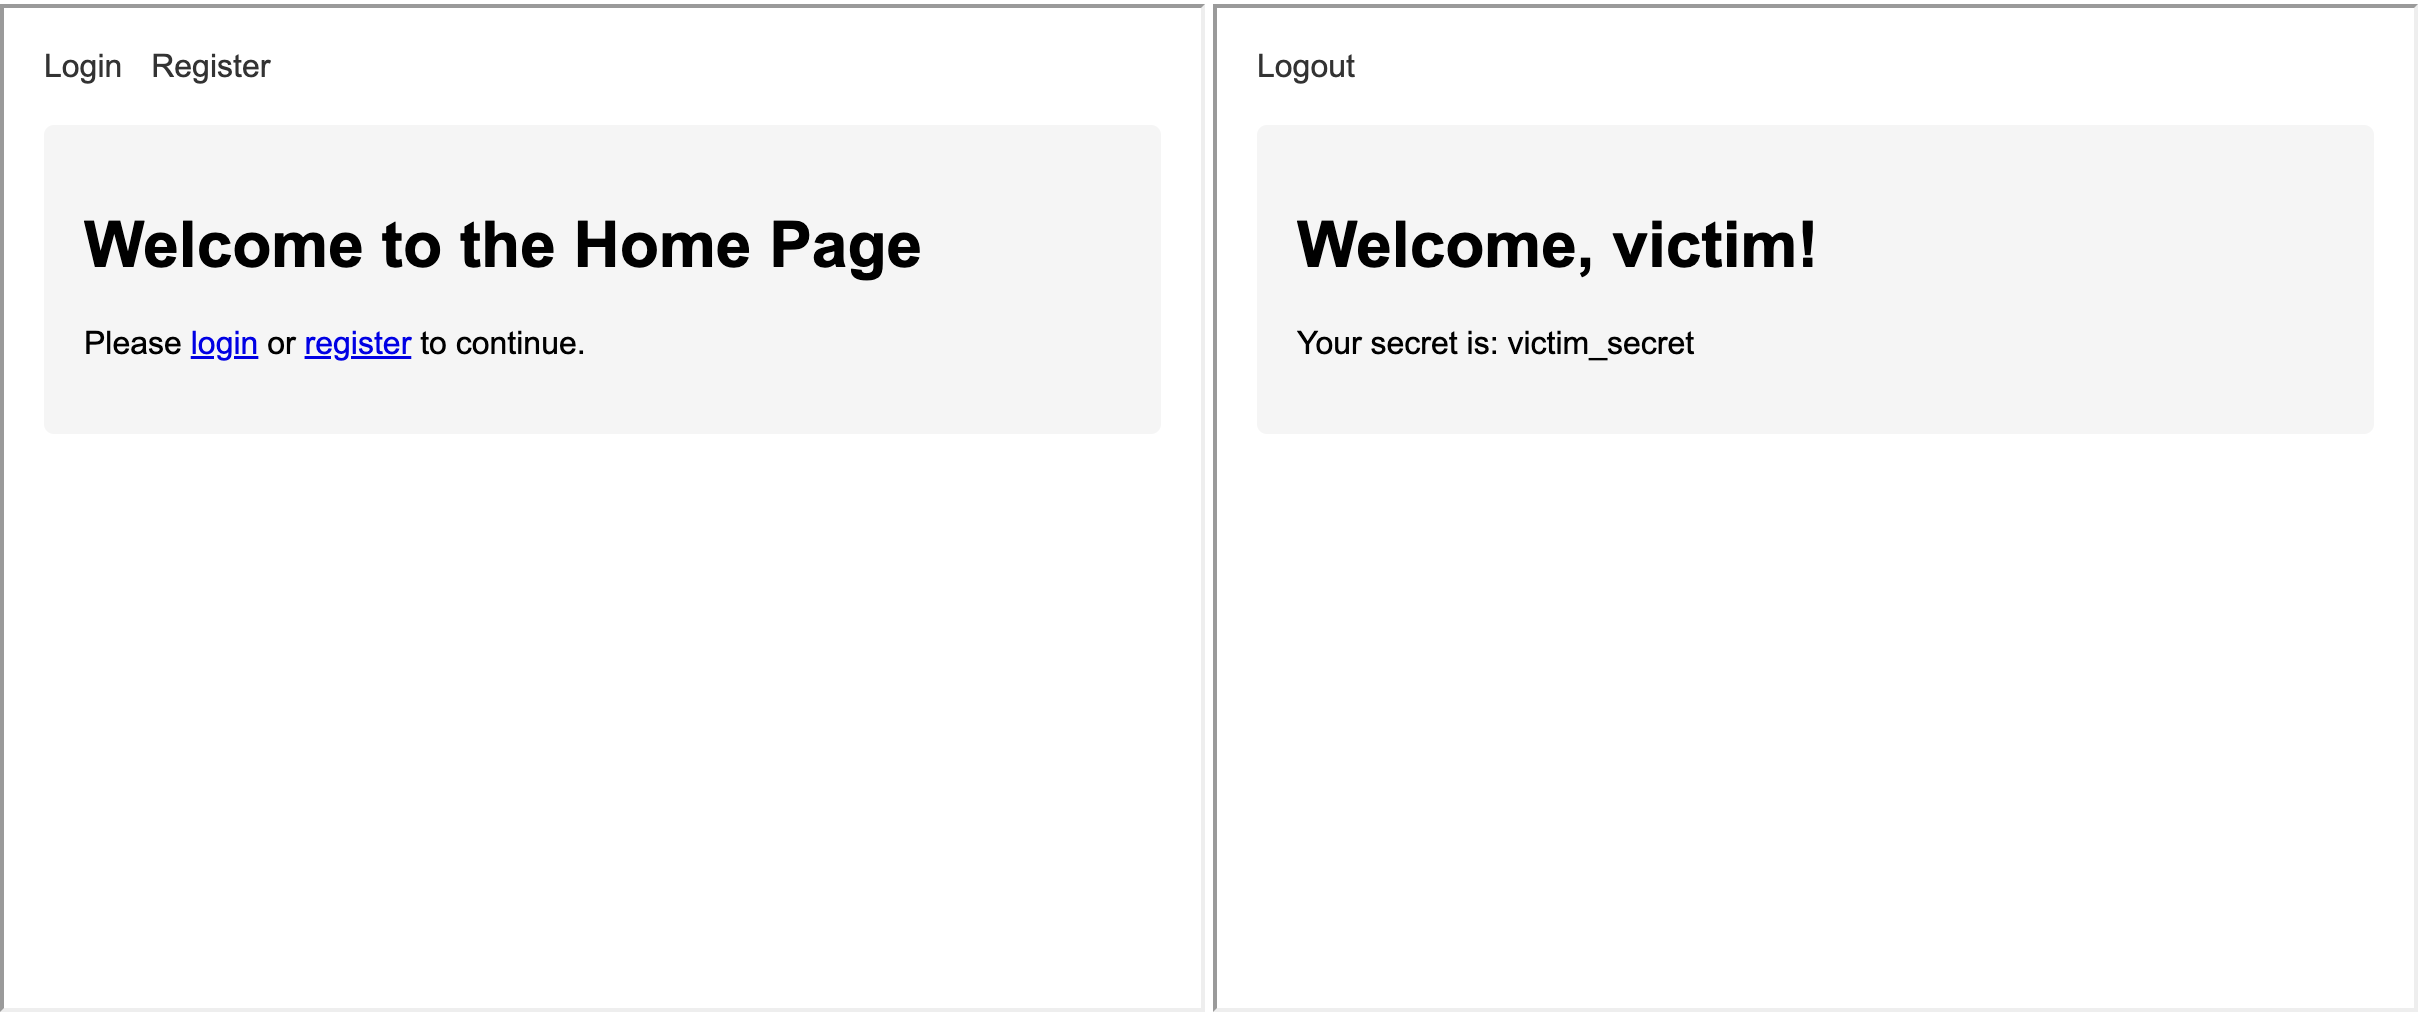 Login Register
Welcome to the Home Page
Please login or register to continue.
Logout
Welcome, victim!
Your secret is: victim_secret